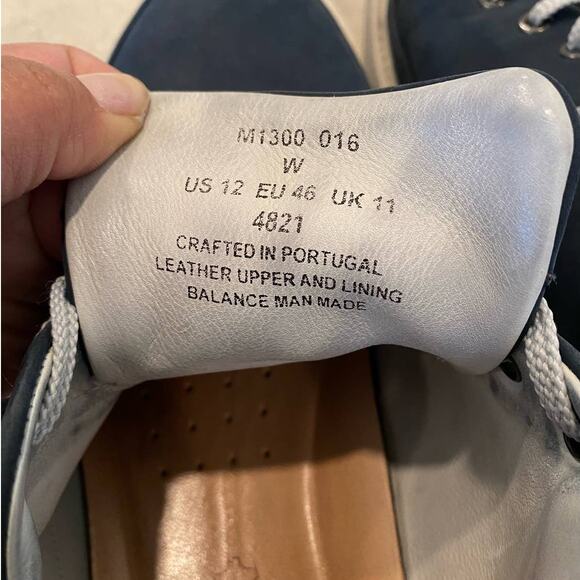 M1300 016
W
US 12 EU 46 UK 11
4821
CRAFTED IN PORTUGAL
LEATHER UPPER AND LINING
BALANCE MAN MADE